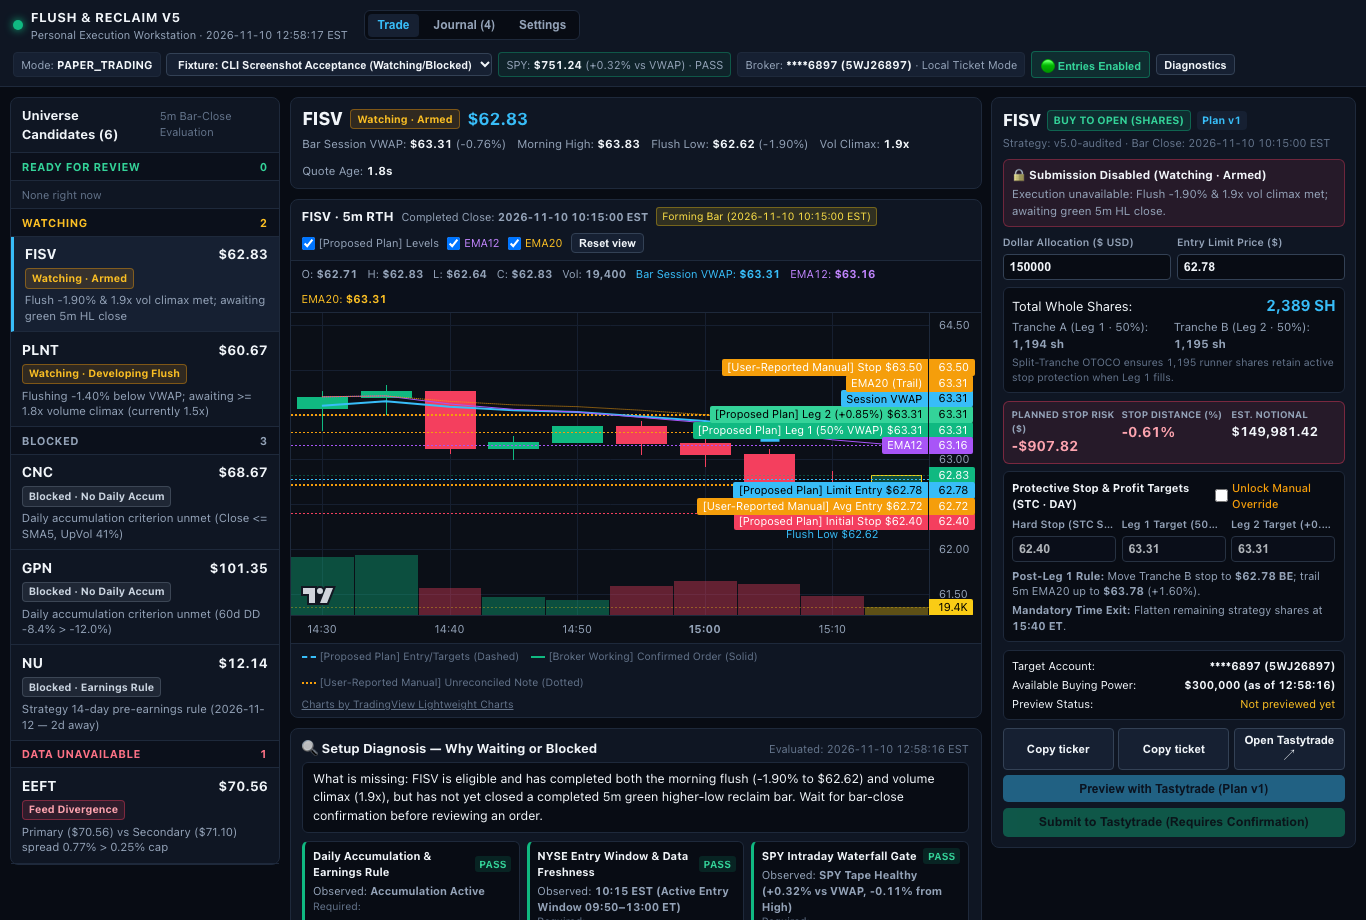 FLUSH & RECLAIM V5
Personal Execution Workstation · 2026-11-10 12:58:17 EST
Trade
Journal (4)
Settings
Mode: PAPER_TRADING
Fixture: CLI Screenshot Acceptance (Watching/Blocked)
SPY: $751.24 (+0.32% vs VWAP) · PASS
Broker: ****6897 (5WJ26897) · Local Ticket Mode
Entries Enabled
Diagnostics
Universe
Candidates (6)
5m Bar-Close
Evaluation
READY FOR REVIEW
0
None right now
WATCHING
2
FISV
$62.83
Watching · Armed
Flush -1.90% & 1.9x vol climax met; awaiting
green 5m HL close
PLNT
$60.67
Watching · Developing Flush
Flushing -1.40% below VWAP; awaiting >=
1.8x volume climax (currently 1.5x)
BLOCKED
3
CNC
$68.67
Blocked · No Daily Accum
Daily accumulation criterion unmet (Close <=
SMA5, UpVol 41%)
GPN
$101.35
Blocked · No Daily Accum
Daily accumulation criterion unmet (60d DD
-8.4% > -12.0%)
NU
$12.14
Blocked · Earnings Rule
Strategy 14-day pre-earnings rule (2026-11-
12 — 2d away)
DATA UNAVAILABLE
1
EEFT
$70.56
Feed Divergence
Primary ($70.56) vs Secondary ($71.10)
spread 0.77% > 0.25% cap
FISV
Watching · Armed
$62.83
Bar Session VWAP: $63.31 (-0.76%)
Morning High: $63.83
Flush Low: $62.62 (-1.90%)
Vol Climax: 1.9x
Quote Age: 1.8s
FISV · 5m RTH
Completed Close: 2026-11-10 10:15:00 EST
Forming Bar (2026-11-10 10:15:00 EST)
[Proposed Plan] Levels
EMA12
EMA20
Reset view
O: $62.71
H: $62.83
L: $62.64
C: $62.83
Vol: 19,400
Bar Session VWAP: $63.31
EMA12: $63.16
EMA20: $63.31
64.50
[User-Reported Manual] Stop $63.50
63.50
EMA20 (Trail)
63.31
Session VWAP
63.31
[Proposed Plan] Leg 2 (+0.85%) $63.31
63.31
[Proposed Plan] Leg 1 (50% VWAP) $63.31
63.31
EMA12
63.16
63.00
62.83
[Proposed Plan] Limit Entry $62.78
62.78
[User-Reported Manual] Avg Entry $62.72
62.72
[Proposed Plan] Initial Stop $62.40
62.40
Flush Low $62.62
62.00
61.50
19.4K
14:30
14:40
14:50
15:00
15:10
[Proposed Plan] Entry/Targets (Dashed)
[Broker Working] Confirmed Order (Solid)
[User-Reported Manual] Unreconciled Note (Dotted)
Charts by TradingView Lightweight Charts
Setup Diagnosis — Why Waiting or Blocked
Evaluated: 2026-11-10 12:58:16 EST
What is missing: FISV is eligible and has completed both the morning flush (-1.90% to $62.62) and volume
climax (1.9x), but has not yet closed a completed 5m green higher-low reclaim bar. Wait for bar-close
confirmation before reviewing an order.
Daily Accumulation &
Earnings Rule
PASS
Observed: Accumulation Active
Required:
NYSE Entry Window & Data
Freshness
PASS
Observed: 10:15 EST (Active Entry
Window 09:50–13:00 ET)
SPY Intraday Waterfall Gate
PASS
Observed: SPY Tape Healthy
(+0.32% vs VWAP, -0.11% from
High)
FISV
BUY TO OPEN (SHARES)
Plan v1
Strategy: v5.0-audited · Bar Close: 2026-11-10 10:15:00 EST
Submission Disabled (Watching · Armed)
Execution unavailable: Flush -1.90% & 1.9x vol climax met;
awaiting green 5m HL close.
Dollar Allocation ($ USD)
Entry Limit Price ($)
150000
62.78
Total Whole Shares:
2,389 SH
Tranche A (Leg 1 · 50%):
1,194 sh
Tranche B (Leg 2 · 50%):
1,195 sh
Split-Tranche OTOCO ensures 1,195 runner shares retain active
stop protection when Leg 1 fills.
PLANNED STOP RISK
($)
-$907.82
STOP DISTANCE (%)
-0.61%
EST. NOTIONAL
$149,981.42
Protective Stop & Profit Targets
(STC · DAY)
Unlock Manual
Override
Hard Stop (STC S...
Leg 1 Target (50...
Leg 2 Target (+0....
62.40
63.31
63.31
Post-Leg 1 Rule: Move Tranche B stop to $62.78 BE; trail
5m EMA20 up to $63.78 (+1.60%).
Mandatory Time Exit: Flatten remaining strategy shares at
15:40 ET.
Target Account:
****6897 (5WJ26897)
Available Buying Power:
$300,000 (as of 12:58:16)
Preview Status:
Not previewed yet
Copy ticker
Copy ticket
Open Tastytrade
↗
Preview with Tastytrade (Plan v1)
Submit to Tastytrade (Requires Confirmation)